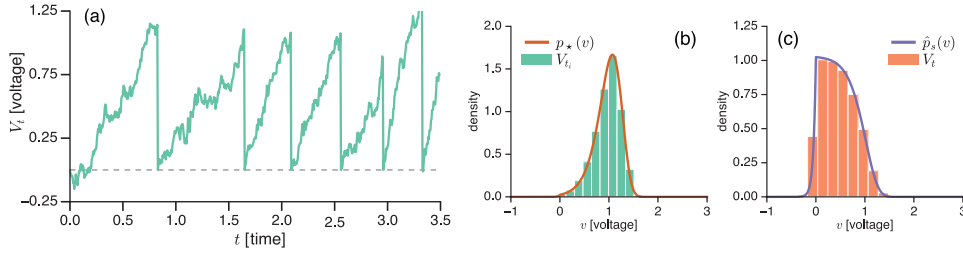 (a)
1.25
0.75
0.25
−0.25
V_t [voltage]
0.0 0.5 1.0 1.5 2.0 2.5 3.0 3.5
t [time]
density
2.0
1.5
1.0
0.5
0.0
p⋆(v)
V_{t_i}
(b)
−1 0 1 2 3
v [voltage]
density
1.25
1.00
0.75
0.50
0.25
0.00
(c)
p̂_s(v)
V_t
−1 0 1 2 3
v [voltage]